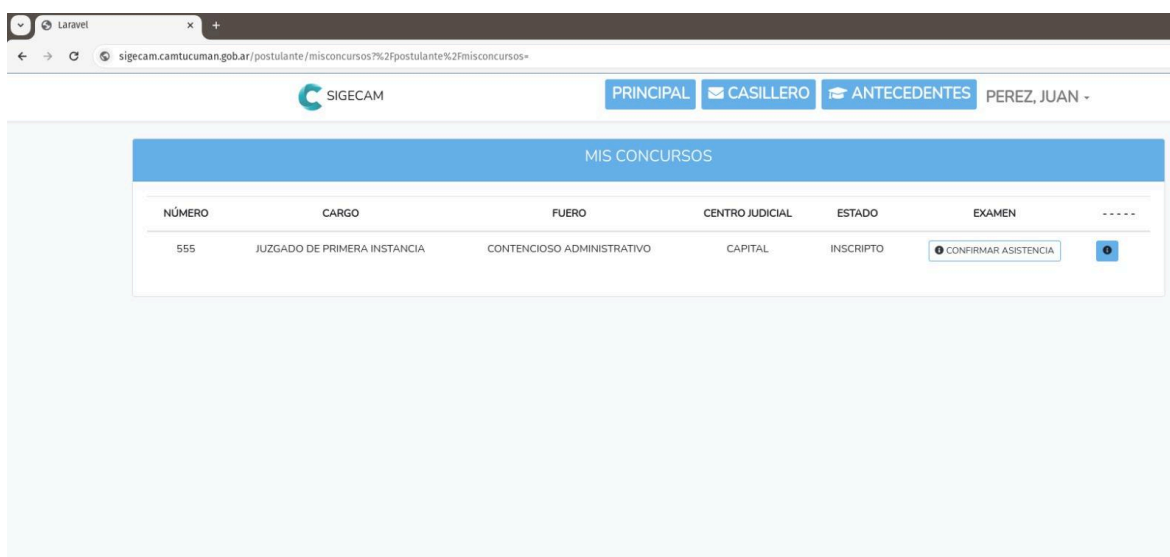 Laravel
sigecam.camtucuman.gob.ar/postulante/misconcursos?%2Fpostulante%2Fmisconcursos=
SIGECAM PRINCIPAL CASILLERO ANTECEDENTES PEREZ, JUAN
MIS CONCURSOS
NÚMERO CARGO FUERO CENTRO JUDICIAL ESTADO EXAMEN -----
555 JUZGADO DE PRIMERA INSTANCIA CONTENCIOSO ADMINISTRATIVO CAPITAL INSCRIPTO CONFIRMAR ASISTENCIA